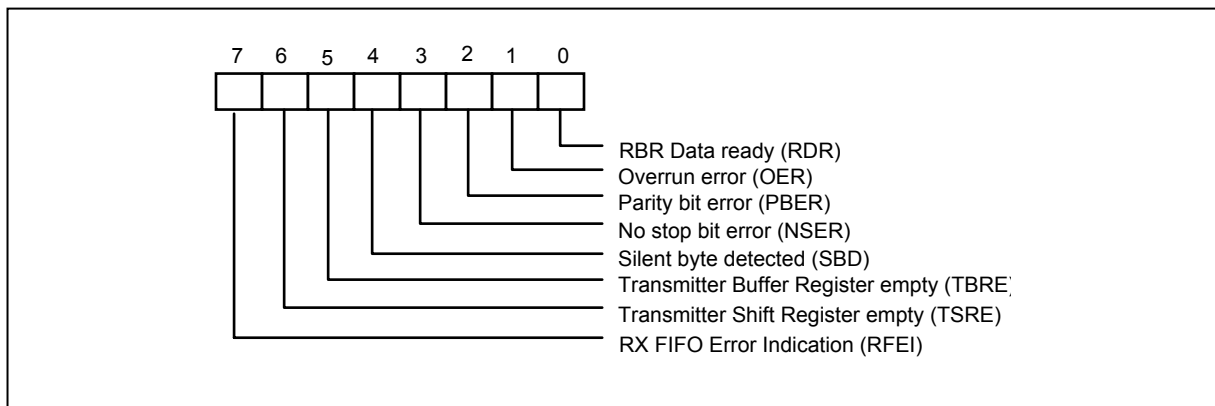 7 6 5 4 3 2 1 0
RBR Data ready (RDR)
Overrun error (OER)
Parity bit error (PBER)
No stop bit error (NSER)
Silent byte detected (SBD)
Transmitter Buffer Register empty (TBRE)
Transmitter Shift Register empty (TSRE)
RX FIFO Error Indication (RFEI)